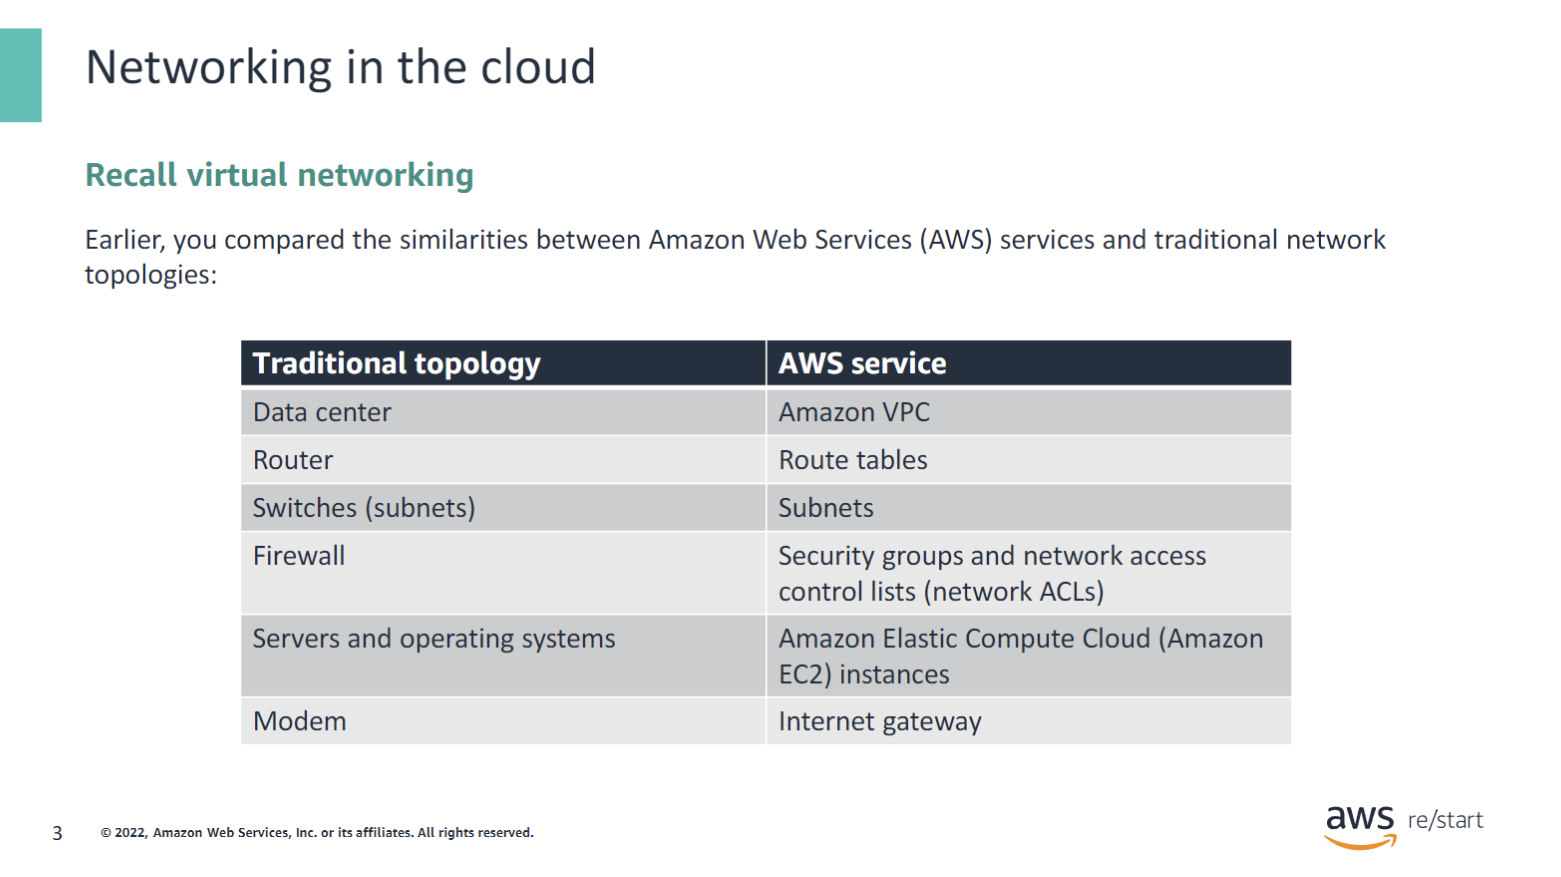 Networking in the cloud
Recall virtual networking
Earlier, you compared the similarities between Amazon Web Services (AWS) services and traditional network
topologies:
Traditional topology
AWS service
Data center
Amazon VPC
Router
Route tables
Switches (subnets)
Subnets
Firewall
Security groups and network access
control lists (network ACLs)
Servers and operating systems
Amazon Elastic Compute Cloud (Amazon
EC2) instances
Modem
Internet gateway
3
© 2022, Amazon Web Services, Inc. or its affiliates. All rights reserved.
aws re/start